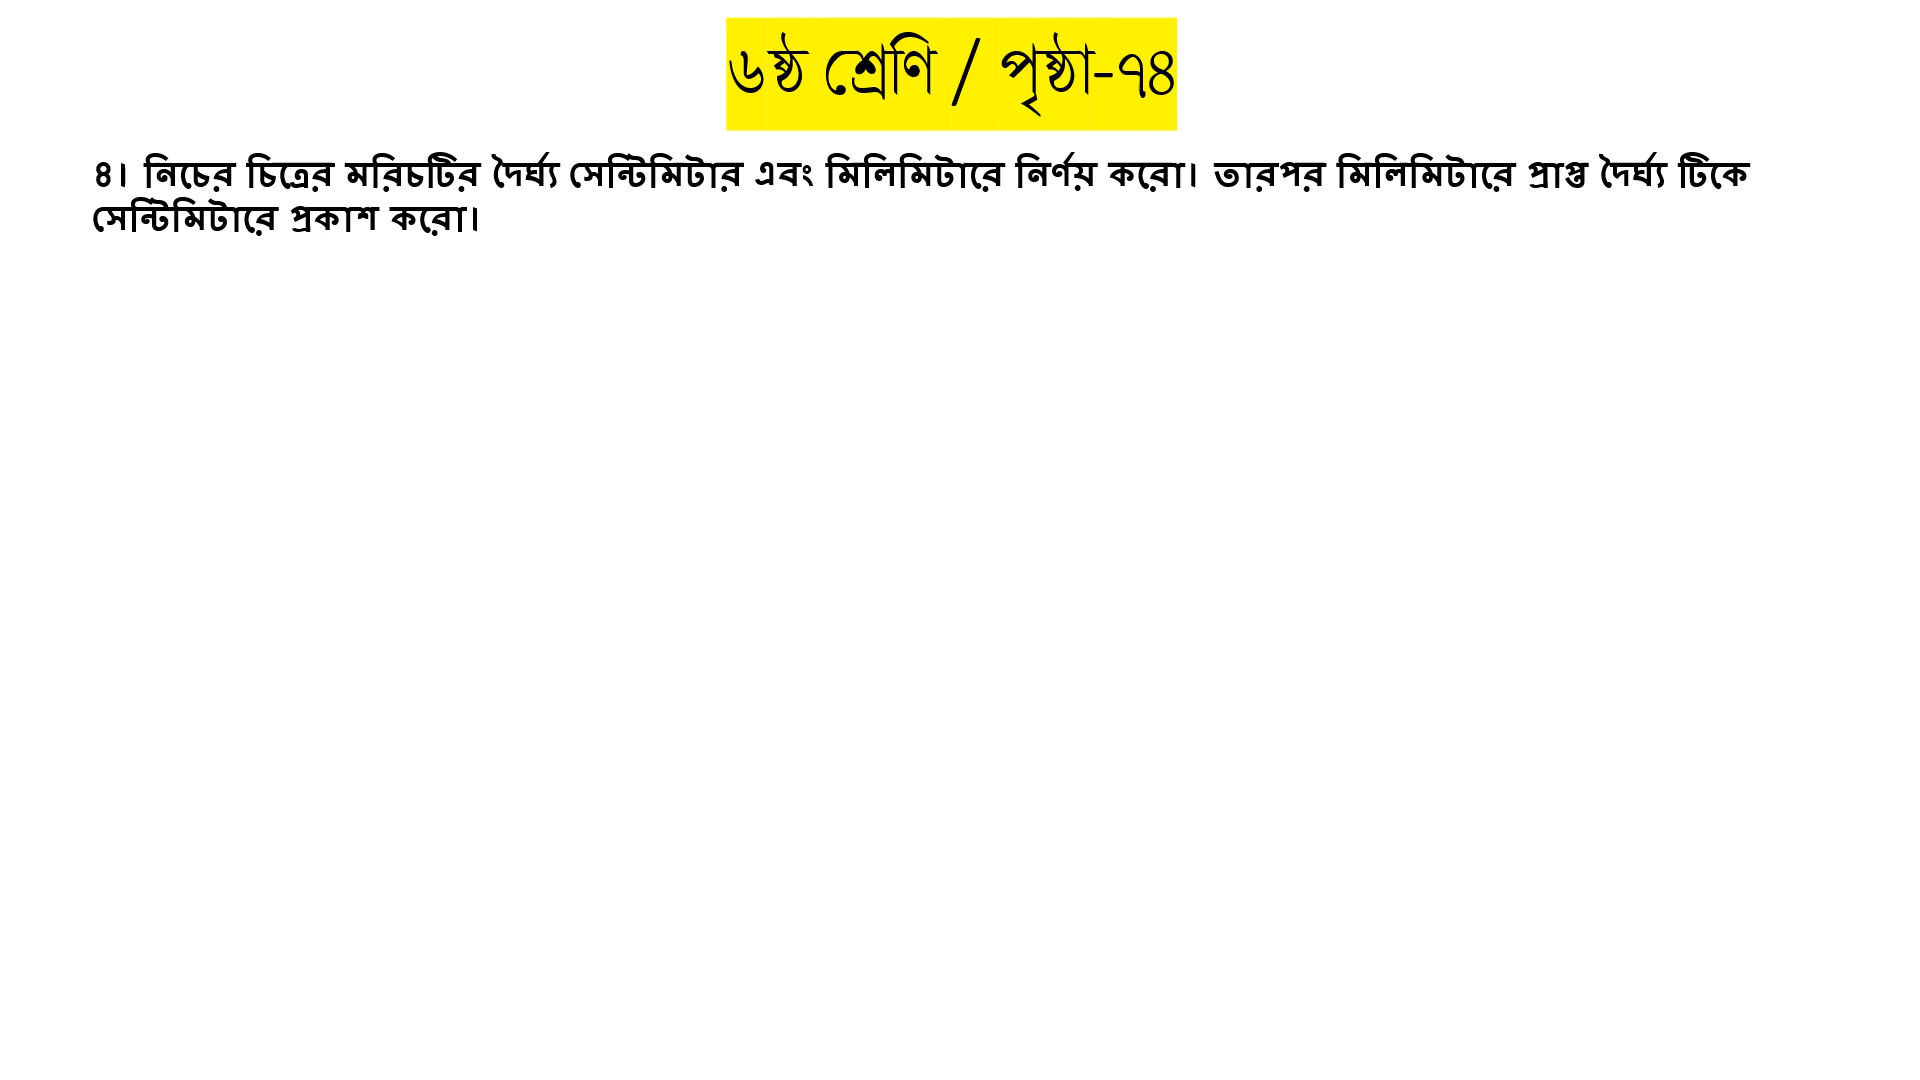 ৬ষ্ঠ শ্রেণি / পৃষ্ঠা-৭৪
৪। নিচের চিত্রের মরিচটির দৈর্ঘ্য সেন্টিমিটার এবং মিলিমিটারে নির্ণয় করো। তারপর মিলিমিটারে প্রাপ্ত দৈর্ঘ্য টিকে
সেন্টিমিটারে প্রকাশ করো।